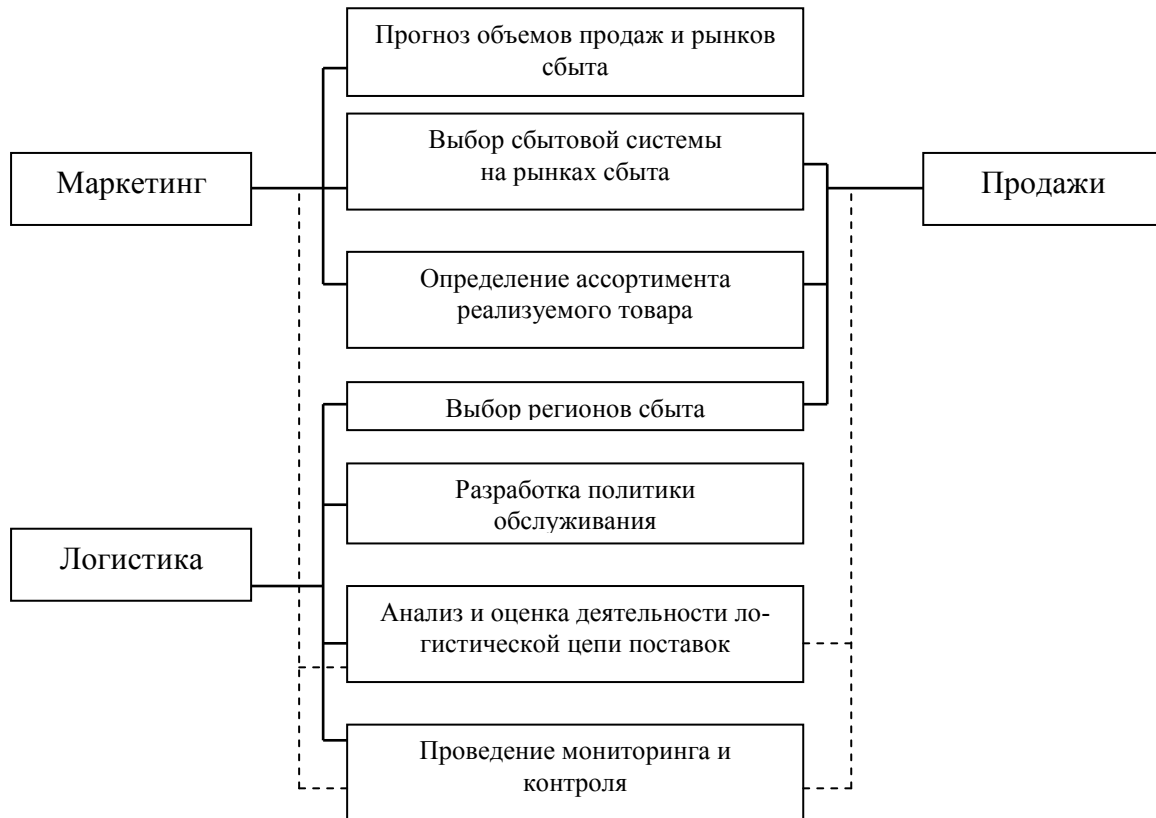 Прогноз объемов продаж и рынков
сбыта
Выбор сбытовой системы
на рынках сбыта
Маркетинг
Продажи
Определение ассортимента
реализуемого товара
Выбор регионов сбыта
Разработка политики
обслуживания
Логистика
Анализ и оценка деятельности ло-
гистической цепи поставок
Проведение мониторинга и
контроля